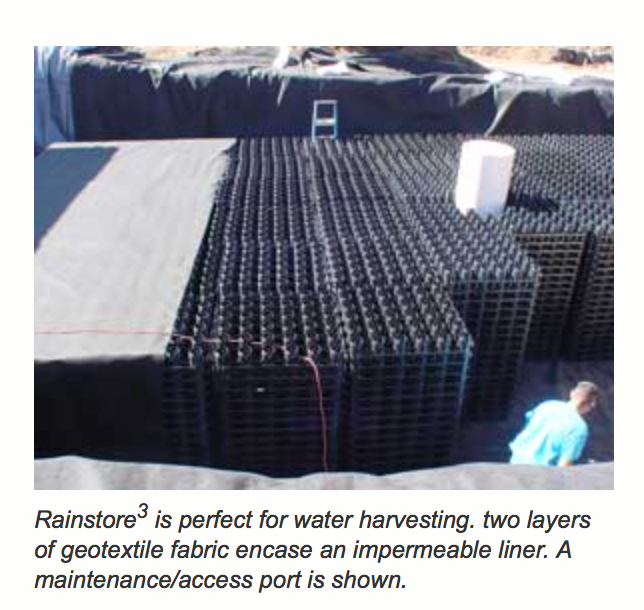 Rainstore3 is perfect for water harvesting. two layers
of geotextile fabric encase an impermeable liner. A
maintenance/access port is shown.